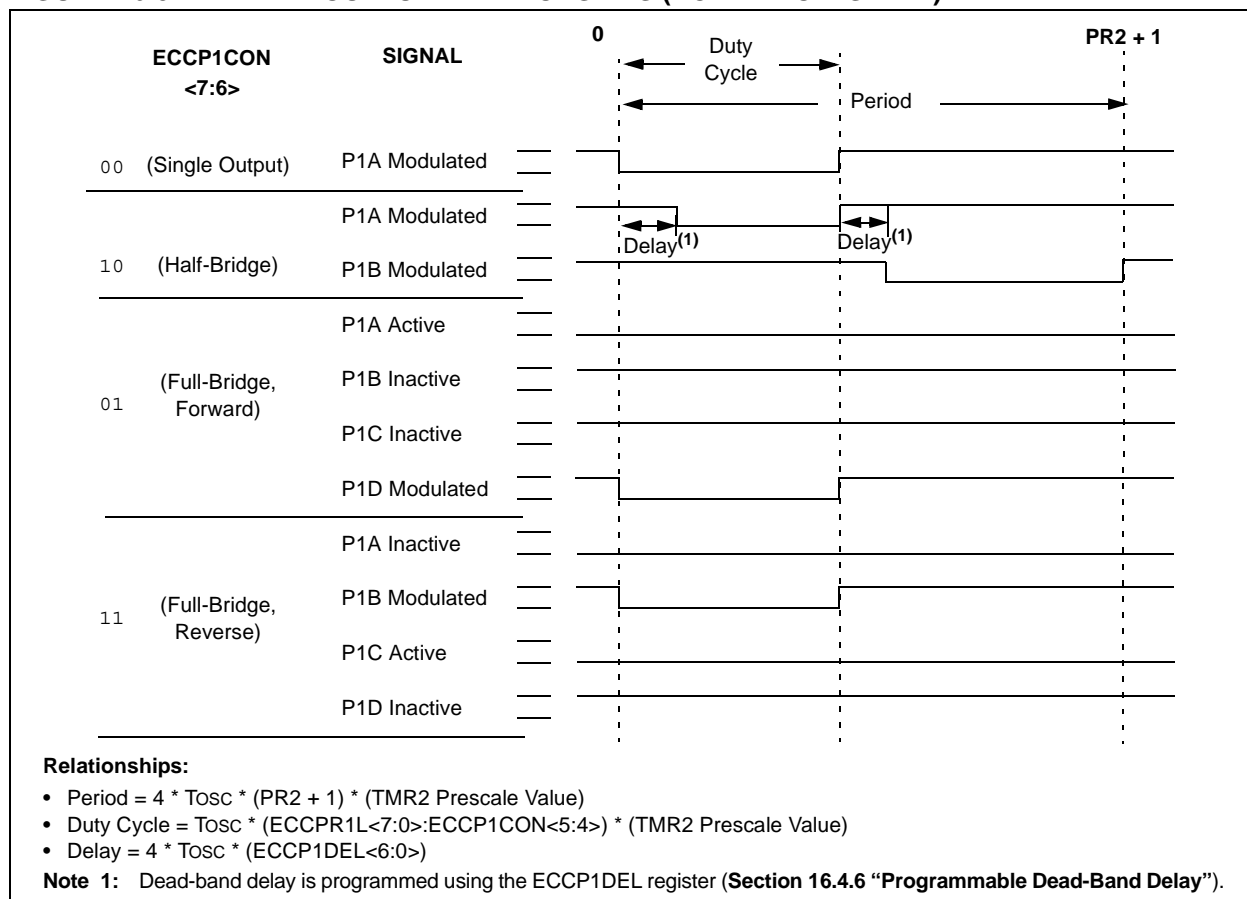 0
PR2 + 1
ECCP1CON
<7:6>
SIGNAL
Duty
Cycle
Period
00 (Single Output) P1A Modulated
P1A Modulated
Delay(1) Delay(1)
10 (Half-Bridge) P1B Modulated
P1A Active
01 (Full-Bridge,
Forward)
P1B Inactive
P1C Inactive
P1D Modulated
P1A Inactive
11 (Full-Bridge,
Reverse)
P1B Modulated
P1C Active
P1D Inactive
Relationships:
• Period = 4 * TOSC * (PR2 + 1) * (TMR2 Prescale Value)
• Duty Cycle = TOSC * (ECCPR1L<7:0>:ECCP1CON<5:4>) * (TMR2 Prescale Value)
• Delay = 4 * TOSC * (ECCP1DEL<6:0>)
Note 1: Dead-band delay is programmed using the ECCP1DEL register (Section 16.4.6 “Programmable Dead-Band Delay”).